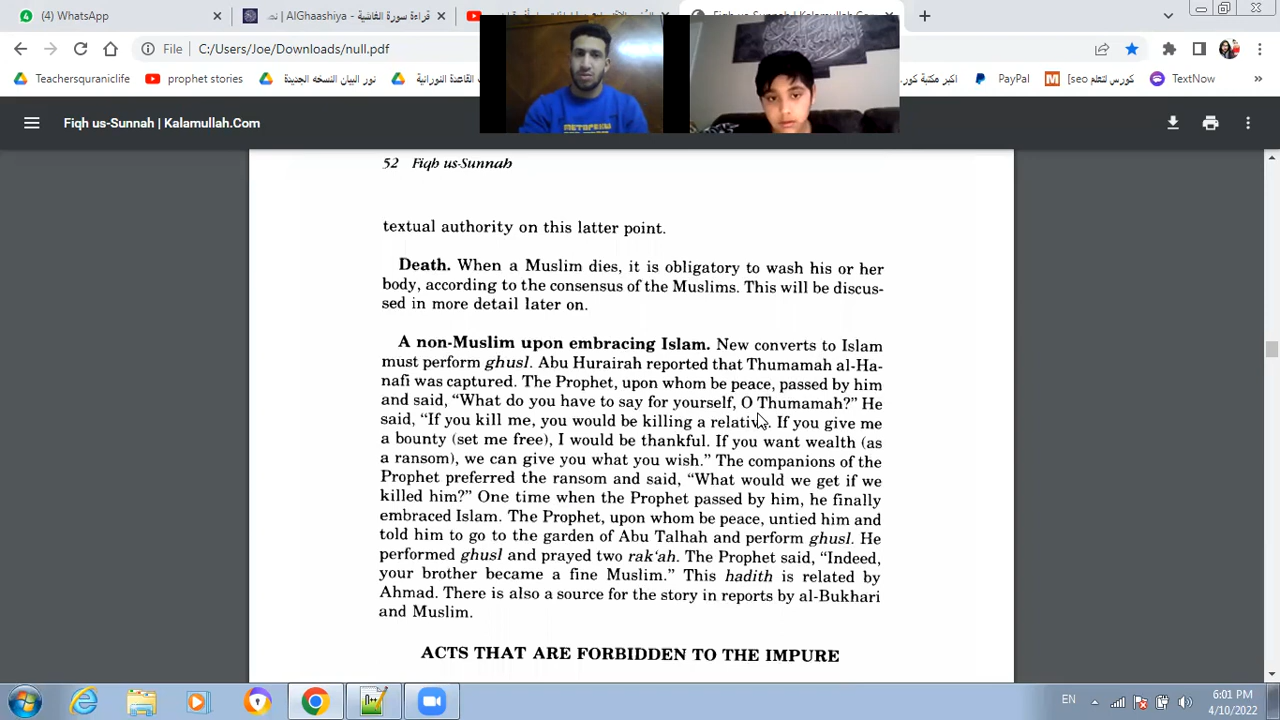 (4) WhatsApp
AlGhaashiya
قراءة سورة الغاشية
File
C:/Users/Joe/Downloads/null.pdf
Teachersquraniclive
prophet stories
نور البيان النسخه الجديدة
القاعدة النورانية
اكبر مكتبة
PayPal
كورس لتعلم seo]
TextNow
Fiqh us-Sunnah | Kalamullah.Com
52 Fiqh us-Sunnah
textual authority on this latter point.
Death. When a Muslim dies, it is obligatory to wash his or her
body, according to the consensus of the Muslims. This will be discus-
sed in more detail later on.
A non-Muslim upon embracing Islam. New converts to Islam
must perform ghusl. Abu Hurairah reported that Thumamah al-Ha-
nafi was captured. The Prophet, upon whom be peace, passed by him
and said, “What do you have to say for yourself, O Thumamah?” He
said, “If you kill me, you would be killing a relative. If you give me
a bounty (set me free), I would be thankful. If you want wealth (as
a ransom), we can give you what you wish.” The companions of the
Prophet preferred the ransom and said, “What would we get if we
killed him?” One time when the Prophet passed by him, he finally
embraced Islam. The Prophet, upon whom be peace, untied him and
told him to go to the garden of Abu Talhah and perform ghusl. He
performed ghusl and prayed two rak‘ah. The Prophet said, “Indeed,
your brother became a fine Muslim.” This hadith is related by
Ahmad. There is also a source for the story in reports by al-Bukhari
and Muslim.
ACTS THAT ARE FORBIDDEN TO THE IMPURE
EN
6:01 PM
4/10/2022